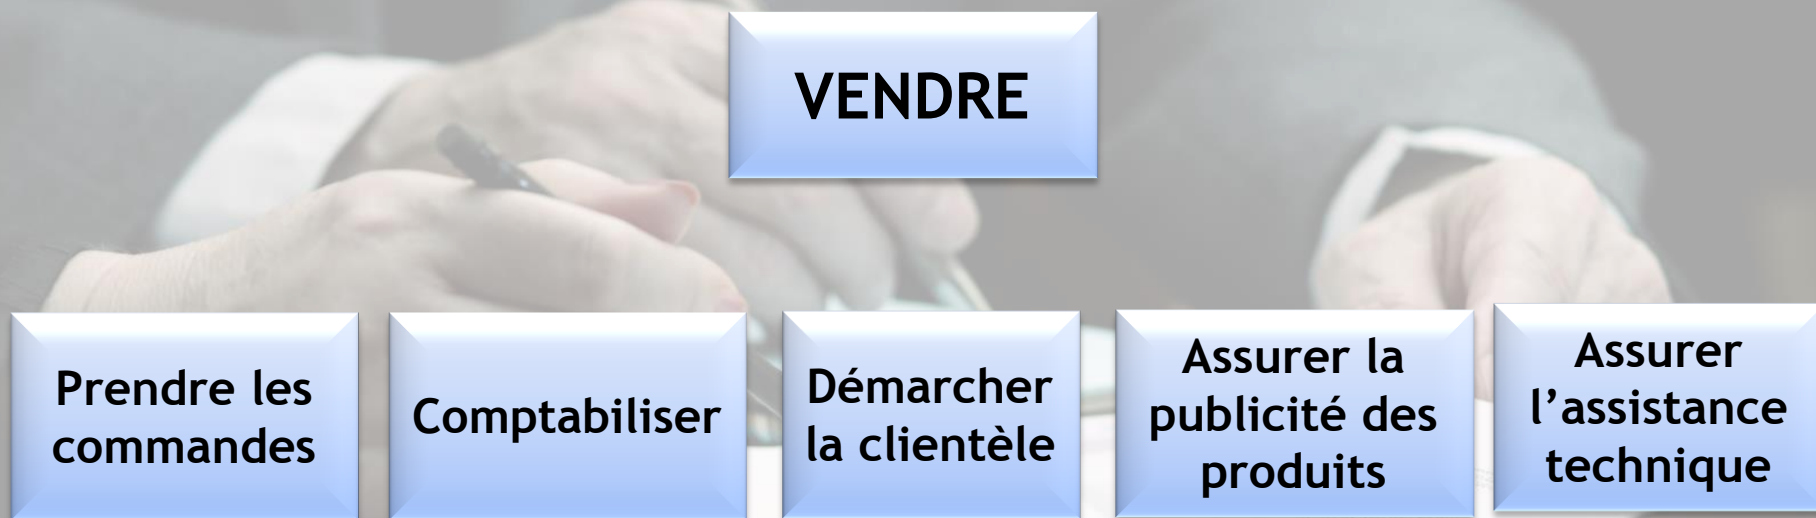 VENDRE
Prendre les
commandes
Comptabiliser
Démarcher
la clientèle
Assurer la
publicité des
produits
Assurer
l’assistance
technique